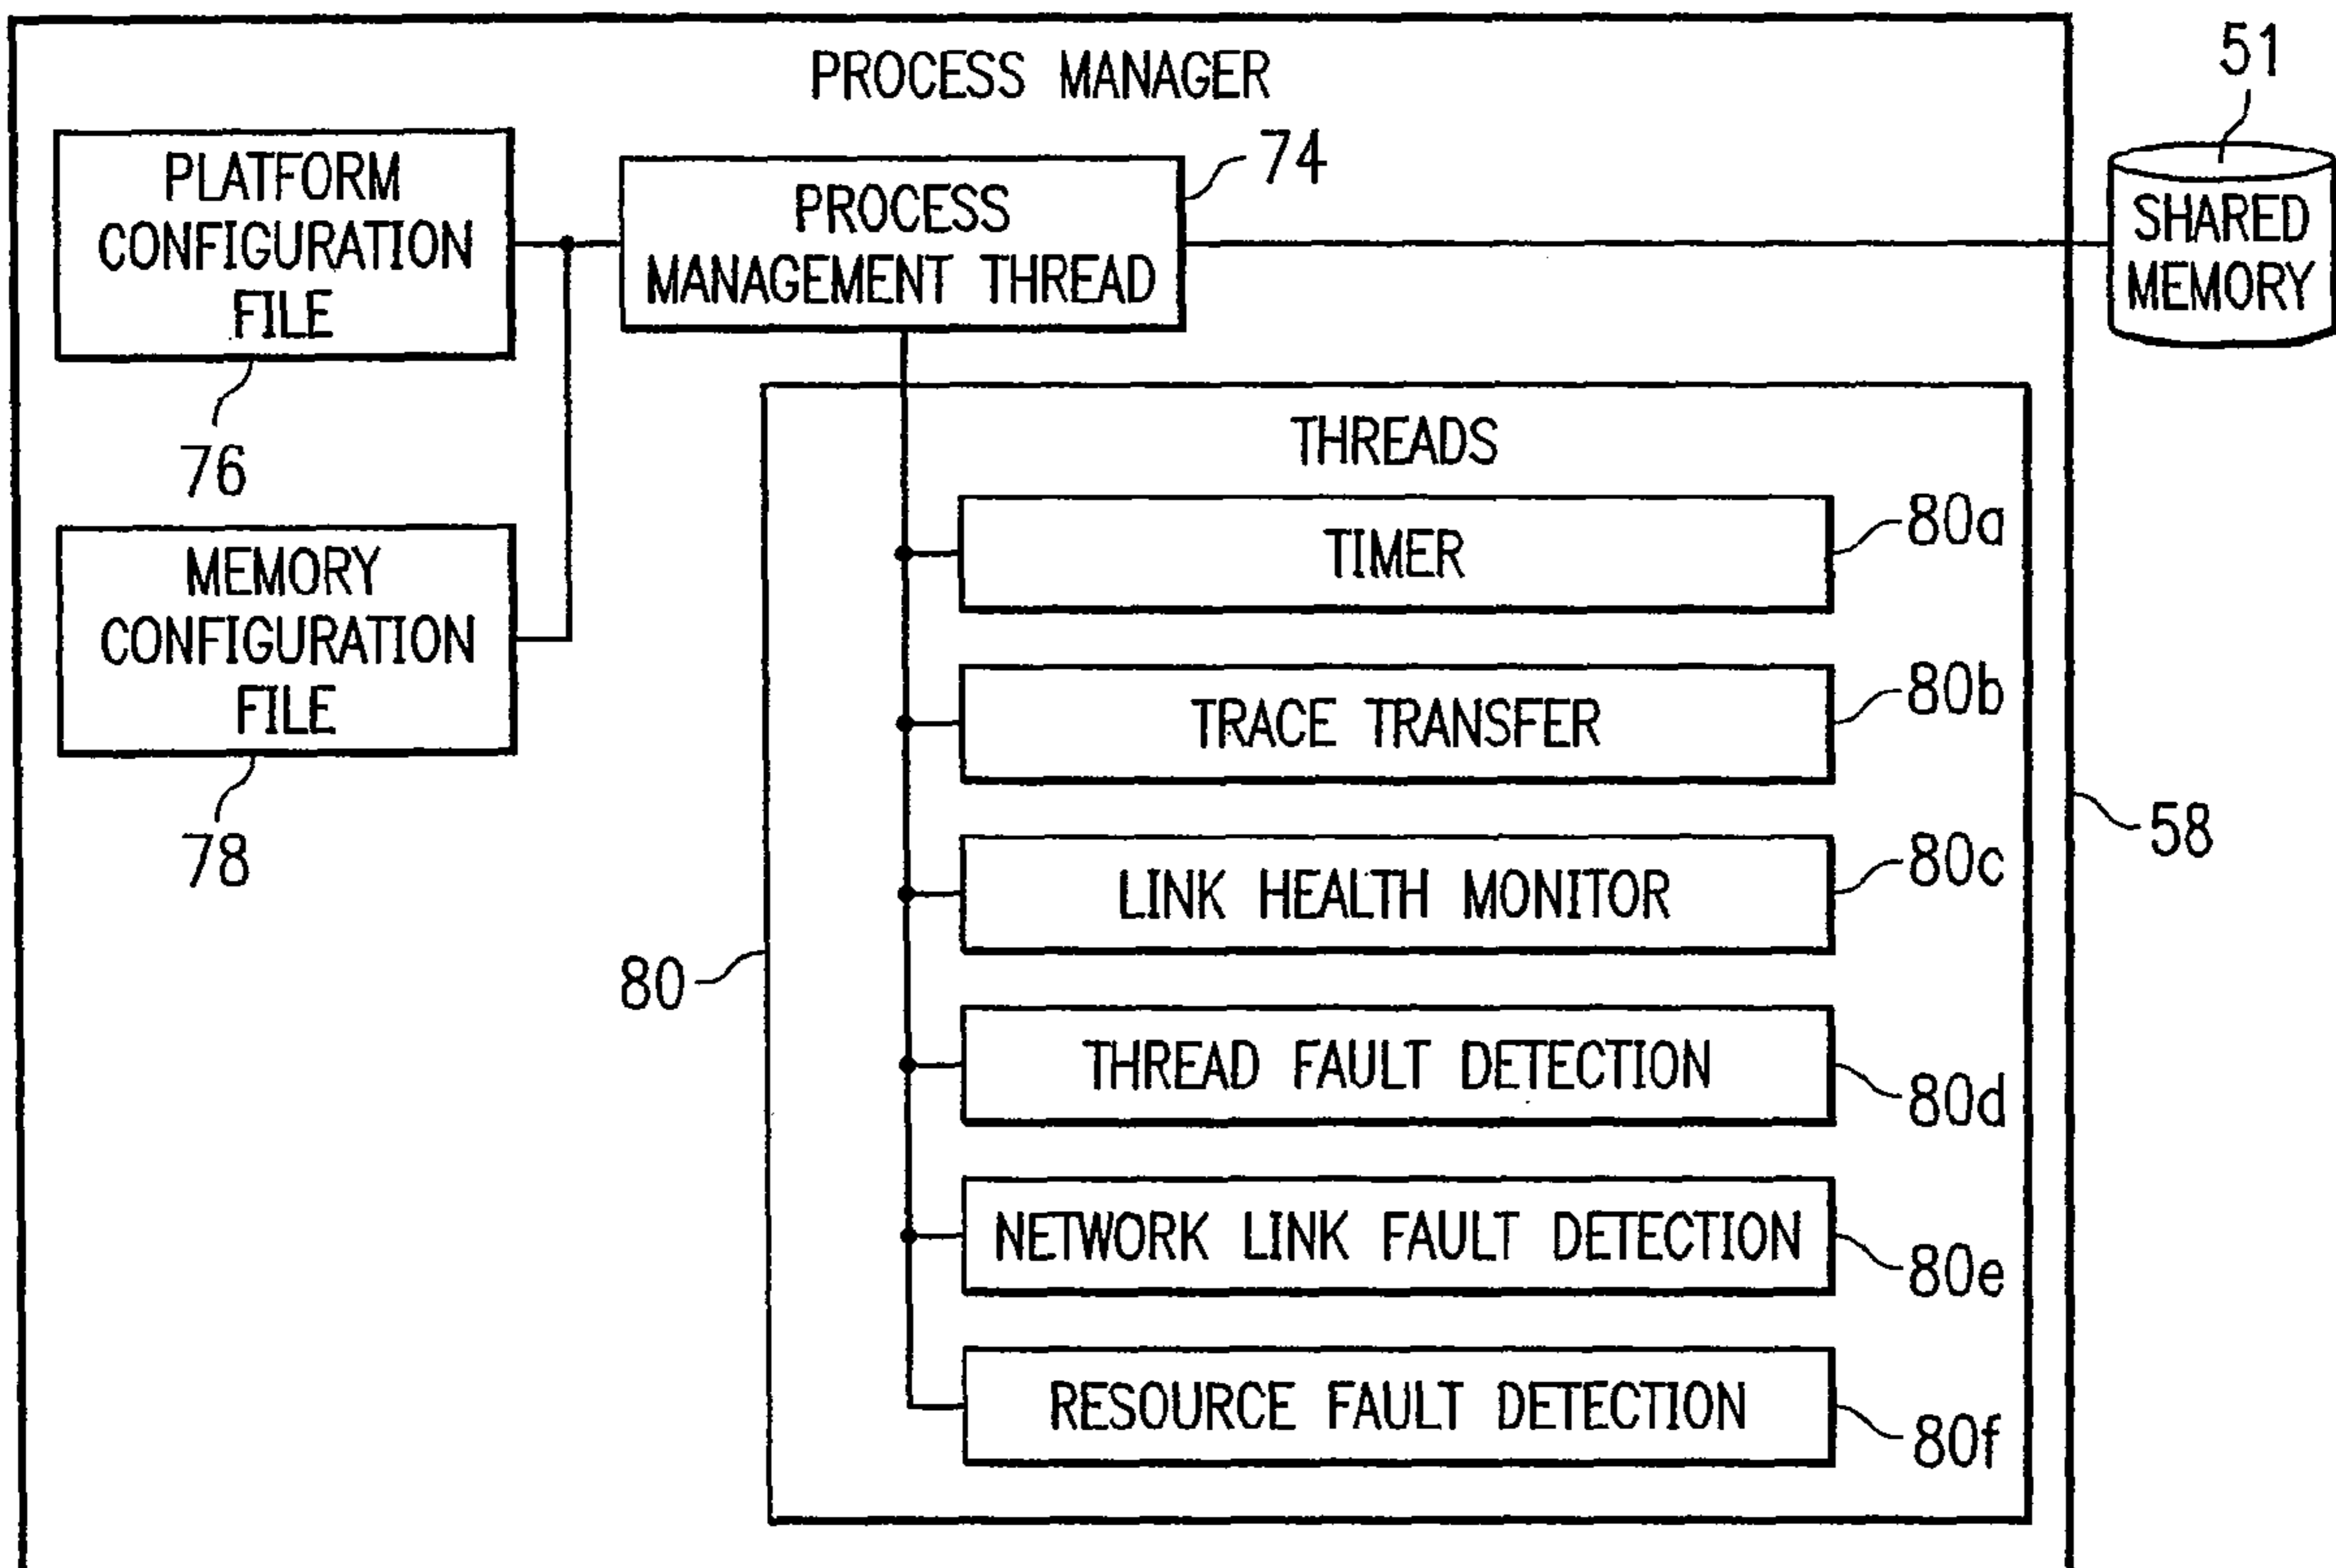 PROCESS MANAGER
51
PLATFORM
CONFIGURATION
FILE
76
PROCESS
MANAGEMENT THREAD
74
SHARED
MEMORY
MEMORY
CONFIGURATION
FILE
78
THREADS
TIMER
80a
TRACE TRANSFER
80b
LINK HEALTH MONITOR
80c
58
80
THREAD FAULT DETECTION
80d
NETWORK LINK FAULT DETECTION
80e
RESOURCE FAULT DETECTION
80f